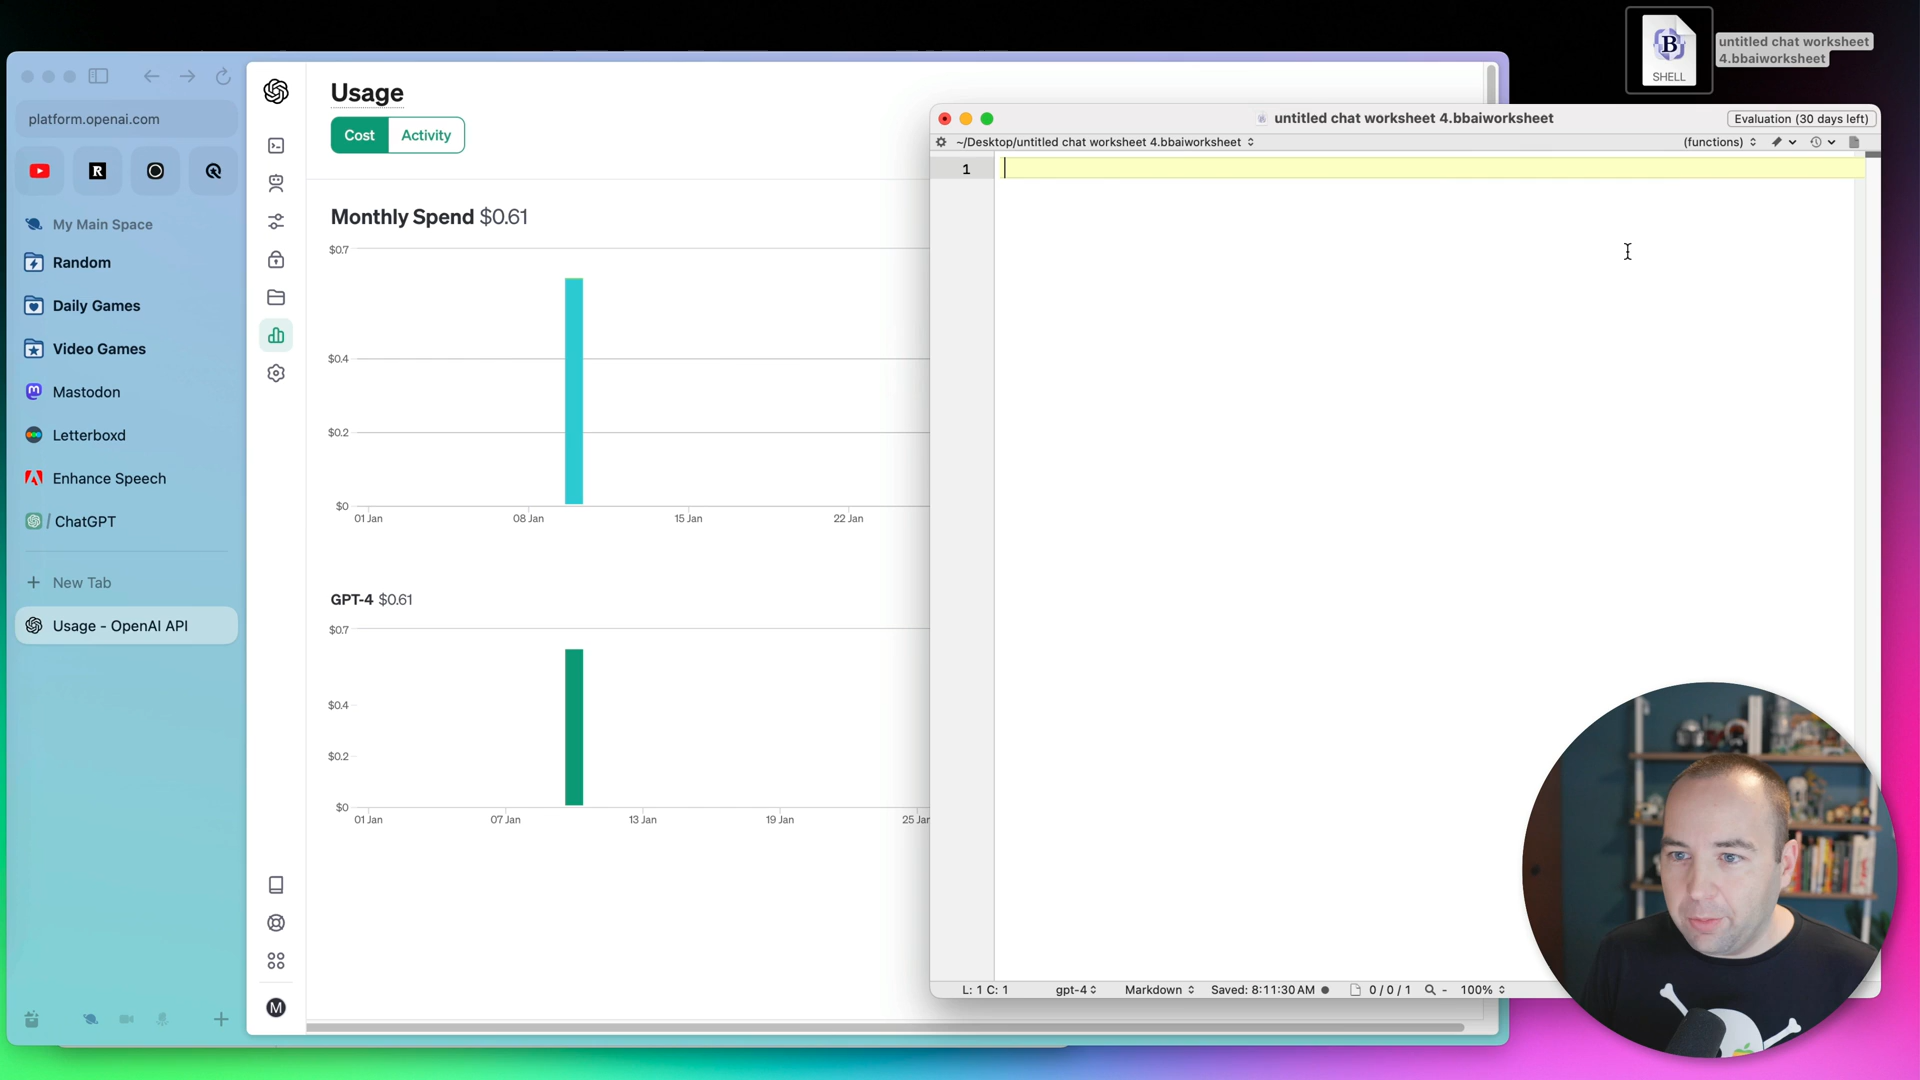 platform.openai.com
R
My Main Space
Random
Daily Games
Video Games
Mastodon
Letterboxd
Enhance Speech
/ ChatGPT
New Tab
Usage - OpenAI API
Usage
Cost
Activity
Monthly Spend $0.61
$0.7
$0.4
$0.2
$0
01 Jan
08 Jan
15 Jan
22 Jan
GPT-4 $0.61
$0.7
$0.4
$0.2
$0
01 Jan
07 Jan
13 Jan
19 Jan
25 Jan
M
B
SHELL
untitled chat worksheet
4.bbaiworksheet
untitled chat worksheet 4.bbaiworksheet
Evaluation (30 days left)
~/Desktop/untitled chat worksheet 4.bbaiworksheet
(functions)
1
L: 1 C: 1
gpt-4
Markdown
Saved: 8:11:30 AM
0 / 0 / 1
-
100%